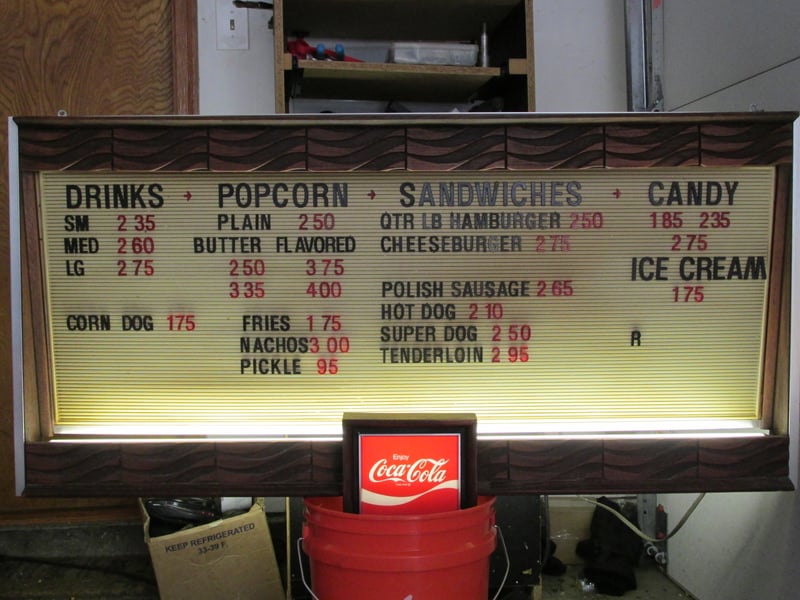 DRINKS → POPCORN → SANDWICHES → CANDY
SM 2 35 PLAIN 2 50 QTR LB HAMBURGER 2 50 1 85 2 35
MED 2 60 BUTTER FLAVORED CHEESEBURGER 2 75 2 75
LG 2 75 2 50 3 75 ICE CREAM
3 35 4 00 POLISH SAUSAGE 2 65 1 75
HOT DOG 2 10
CORN DOG 1 75 FRIES 1 75 SUPER DOG 2 50 R
NACHOS 3 00 TENDERLOIN 2 95
PICKLE 95
Enjoy
Coca-Cola
KEEP REFRIGERATED
33-39 F.